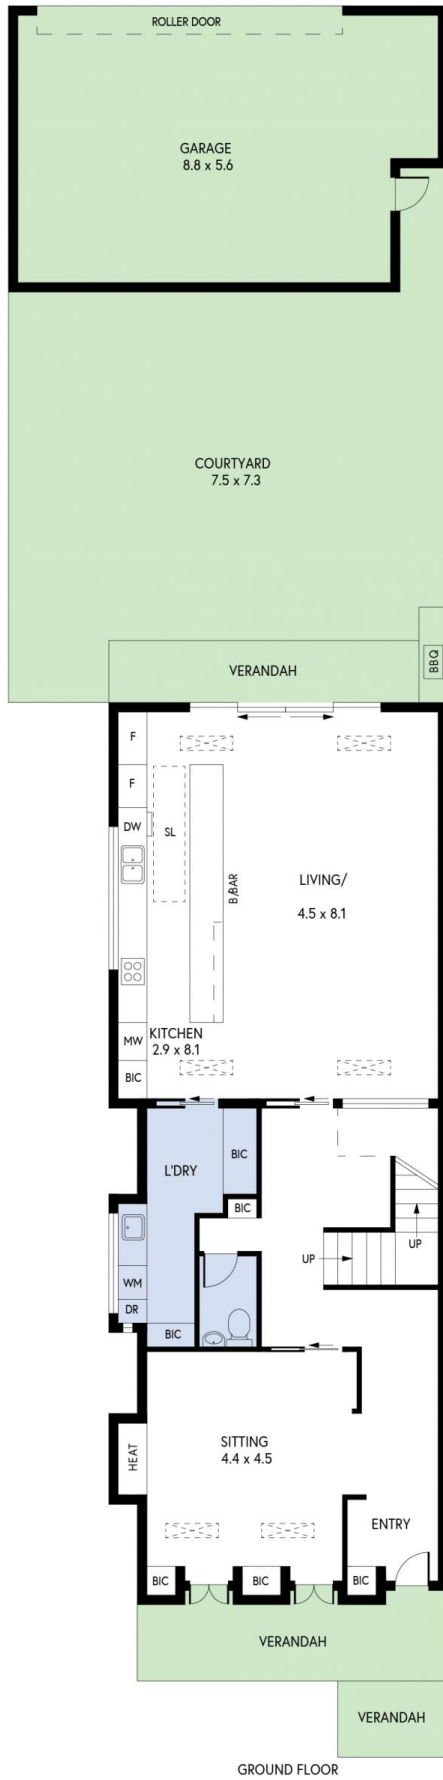 ROLLER DOOR
GARAGE
8.8 x 5.6
COURTYARD
7.5 x 7.3
VERANDAH
BBQ
F
F
DW
SL
B/BAR
LIVING/
4.5 x 8.1
MW
KITCHEN
2.9 x 8.1
BIC
L'DRY
BIC
BIC
UP
UP
WM
DR
BIC
SITTING
4.4 x 4.5
HEAT
ENTRY
BIC
BIC
BIC
VERANDAH
VERANDAH
GROUND FLOOR